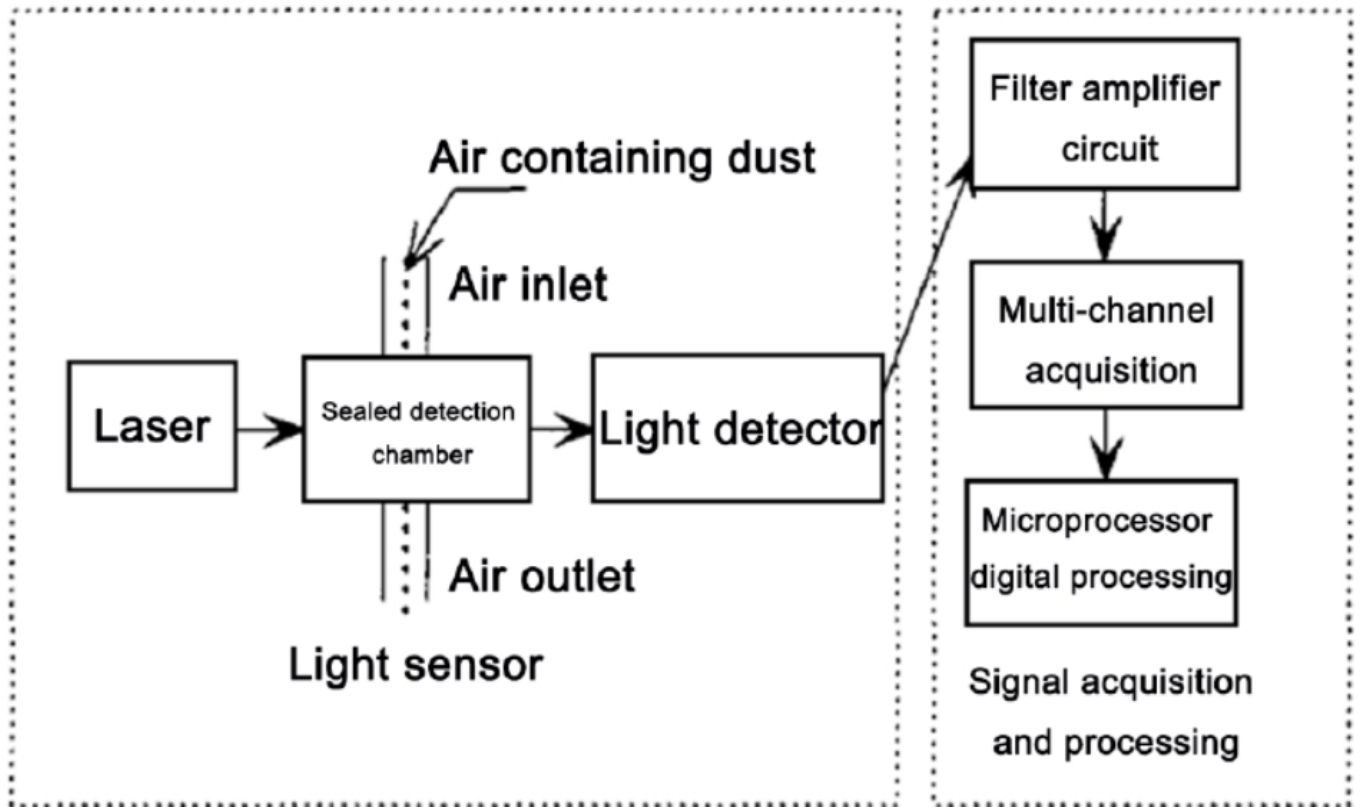 Air containing dust
Air inlet
Laser
Sealed detection
chamber
Light detector
Air outlet
Light sensor
Filter amplifier
circuit
Multi-channel
acquisition
Microprocessor
digital processing
Signal acquisition
and processing